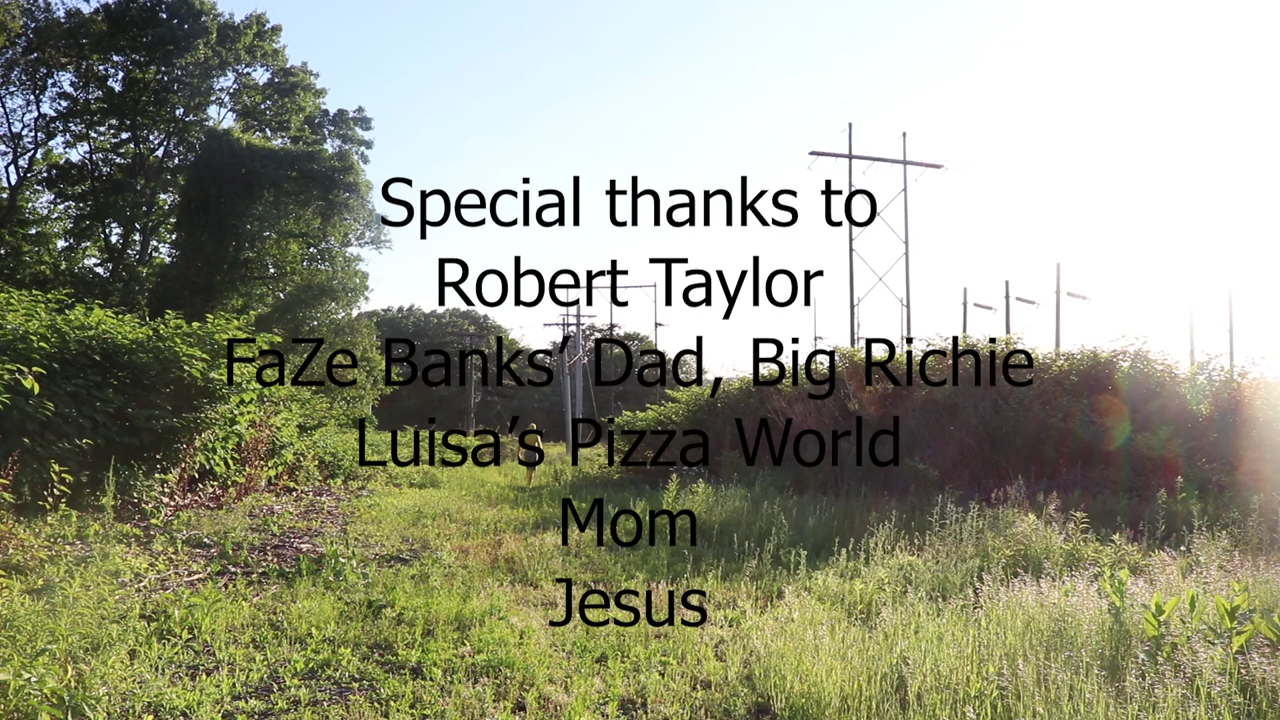 Special thanks to
Robert Taylor
FaZe Banks’ Dad, Big Richie
Luisa’s Pizza World
Mom
Jesus